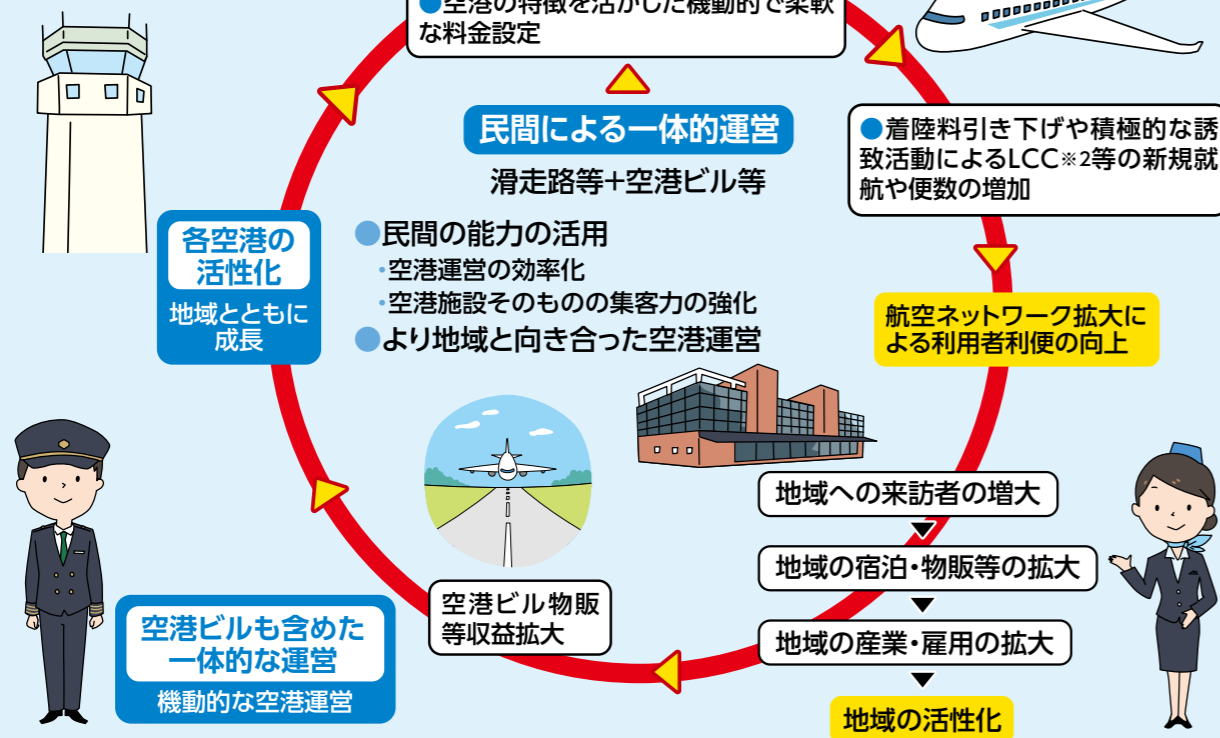 ●空港の特徴を活かした機動的で柔軟
な料金設定
民間による一体的運営
滑走路等+空港ビル等
●民間の能力の活用
・空港運営の効率化
・空港施設そのものの集客力の強化
●より地域と向き合った空港運営
●着陸料引き下げや積極的な誘
致活動によるLCC※2等の新規就
航や便数の増加
航空ネットワーク拡大に
よる利用者利便の向上
地域への来訪者の増大
地域の宿泊・物販等の拡大
地域の産業・雇用の拡大
地域の活性化
空港ビル物販
等収益拡大
空港ビルも含めた
一体的な運営
機動的な空港運営
各空港の
活性化
地域とともに
成長